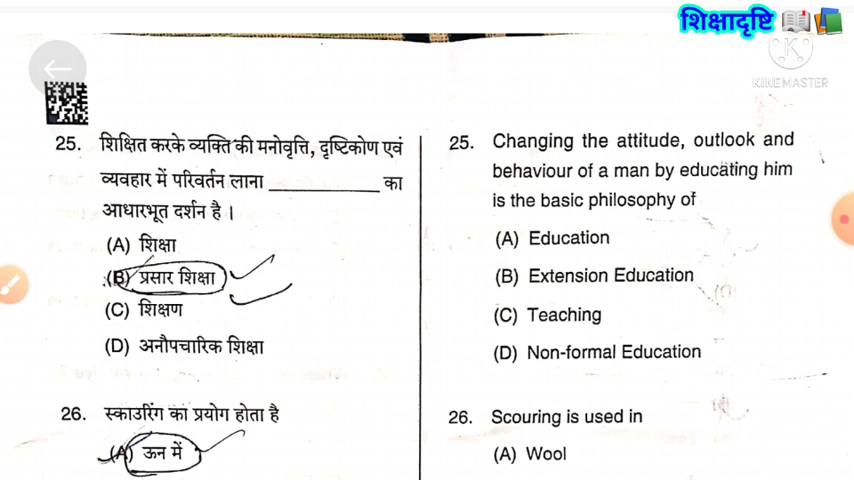 शिक्षादृष्टि
K
KINEMASTER
25. शिक्षित करके व्यक्ति की मनोवृत्ति, दृष्टिकोण एवं
व्यवहार में परिवर्तन लाना ____________ का
आधारभूत दर्शन है।
(A) शिक्षा
(B) प्रसार शिक्षा
(C) शिक्षण
(D) अनौपचारिक शिक्षा
26. स्काउरिंग का प्रयोग होता है
(A) ऊन में
25. Changing the attitude, outlook and
behaviour of a man by educating him
is the basic philosophy of
(A) Education
(B) Extension Education
(C) Teaching
(D) Non-formal Education
26. Scouring is used in
(A) Wool